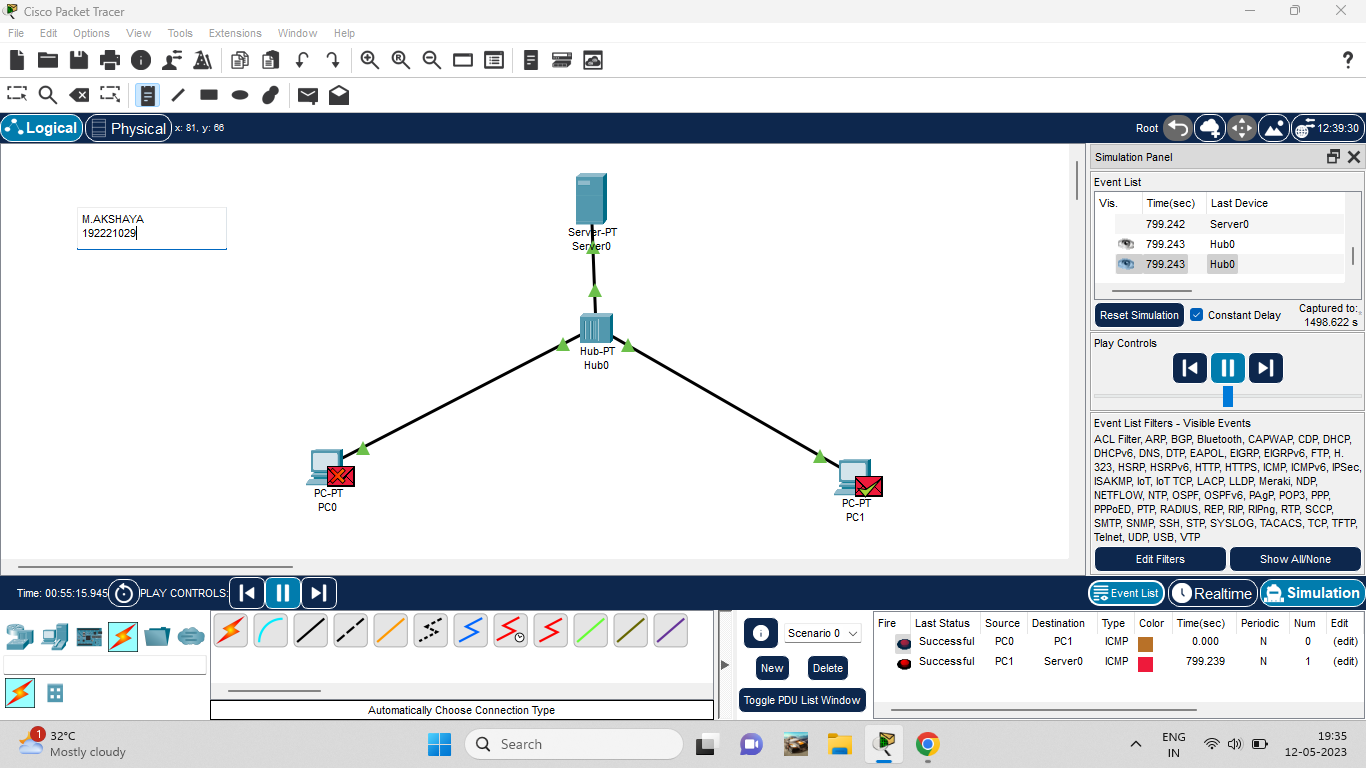 Cisco Packet Tracer
File Edit Options View Tools Extensions Window Help
?
Logical Physical x: 81, y: 66 Root 12:39:30
M.AKSHAYA
192221029
Server-PT
Server0
Hub-PT
Hub0
PC-PT
PC0
PC-PT
PC1
Simulation Panel
Event List
Vis. Time(sec) Last Device
799.242 Server0
799.243 Hub0
799.243 Hub0
Reset Simulation Constant Delay Captured to:
1498.622 s
Play Controls
Event List Filters - Visible Events
ACL Filter, ARP, BGP, Bluetooth, CAPWAP, CDP, DHCP,
DHCPv6, DNS, DTP, EAPOL, EIGRP, EIGRPv6, FTP, H.
323, HSRP, HSRPv6, HTTP, HTTPS, ICMP, ICMPv6, IPSec,
ISAKMP, IoT, IoT TCP, LACP, LLDP, Meraki, NDP,
NETFLOW, NTP, OSPF, OSPFv6, PAgP, POP3, PPP,
PPPoED, PTP, RADIUS, REP, RIP, RIPng, RTP, SCCP,
SMTP, SNMP, SSH, STP, SYSLOG, TACACS, TCP, TFTP,
Telnet, UDP, USB, VTP
Edit Filters Show All/None
Time: 00:55:15.945 PLAY CONTROLS: Event List Realtime Simulation
Automatically Choose Connection Type
Scenario 0
New Delete
Toggle PDU List Window
Fire Last Status Source Destination Type Color Time(sec) Periodic Num Edit
Successful PC0 PC1 ICMP 0.000 N 0 (edit)
Successful PC1 Server0 ICMP 799.239 N 1 (edit)
1
32°C
Mostly cloudy
Search
ENG
IN
19:35
12-05-2023